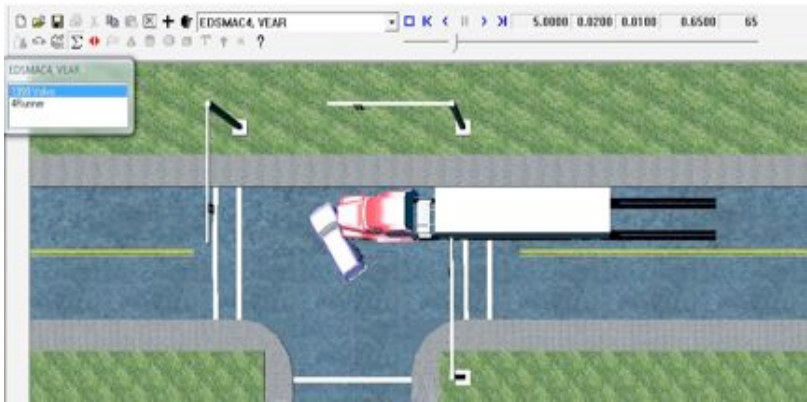 EDSMAC4, VEAR
5.0000 0.0200 0.0100 0.6500 65
EDSMAC4, VEAR
1999 Volvo
4Runner